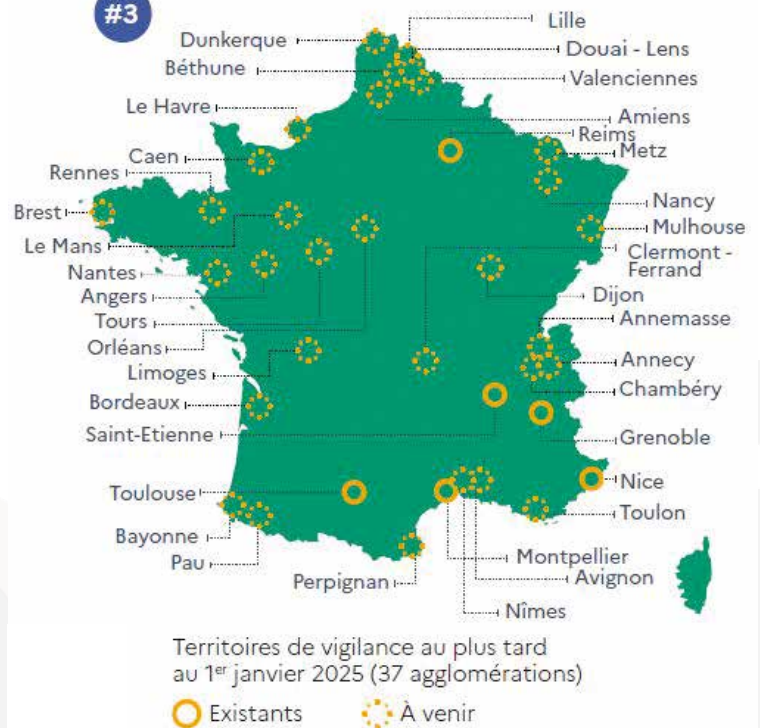 #3
Lille
Dunkerque
Douai - Lens
Béthune
Valenciennes
Le Havre
Amiens
Reims
Caen
Metz
Rennes
Nancy
Brest
Mulhouse
Le Mans
Clermont -
Ferrand
Nantes
Angers
Dijon
Tours
Annemasse
Orléans
Annecy
Limoges
Chambéry
Bordeaux
Saint-Etienne
Grenoble
Nice
Toulouse
Toulon
Bayonne
Montpellier
Pau
Avignon
Perpignan
Nîmes
Territoires de vigilance au plus tard
au 1er janvier 2025 (37 agglomérations)
Existants
À venir